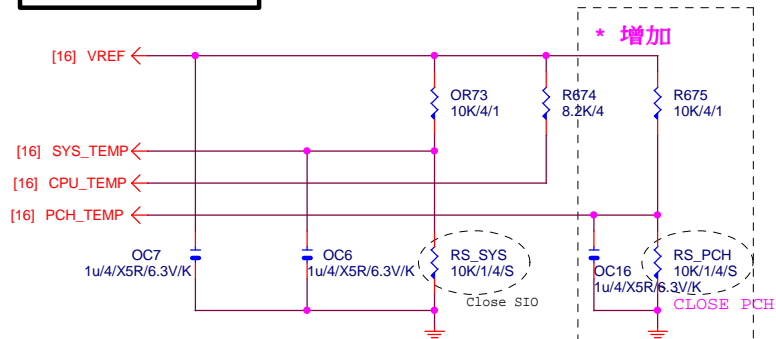 * 增加
[16] VREF
OR73
10K/4/1
R674
8.2K/4
R675
10K/4/1
[16] SYS_TEMP
[16] CPU_TEMP
[16] PCH_TEMP
OC7
1u/4/X5R/6.3V/K
OC6
1u/4/X5R/6.3V/K
RS_SYS
10K/1/4/S
Close SIO
OC16
1u/4/X5R/6.3V/K
RS_PCH
10K/1/4/S
CLOSE PCH